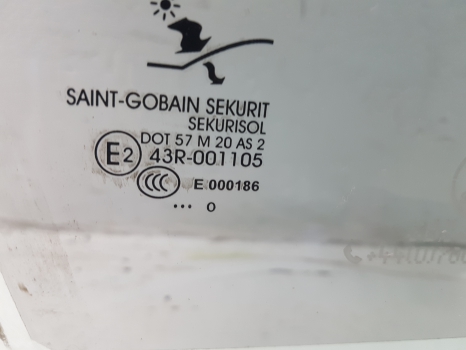 SAINT-GOBAIN SEKURIT
SEKURISOL
DOT 57 M 20 AS 2
E2 43R-001105
CCC E 000186
... O